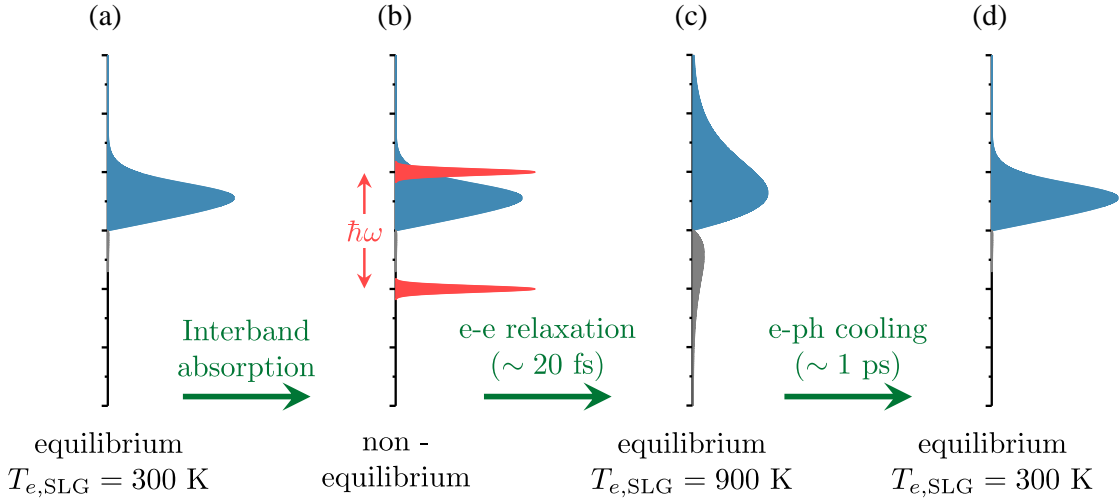 (a)
(b)
(c)
(d)
ħω
Interband
absorption
e-e relaxation
(∼ 20 fs)
e-ph cooling
(∼ 1 ps)
equilibrium
T_{e,SLG} = 300 K
non -
equilibrium
equilibrium
T_{e,SLG} = 900 K
equilibrium
T_{e,SLG} = 300 K